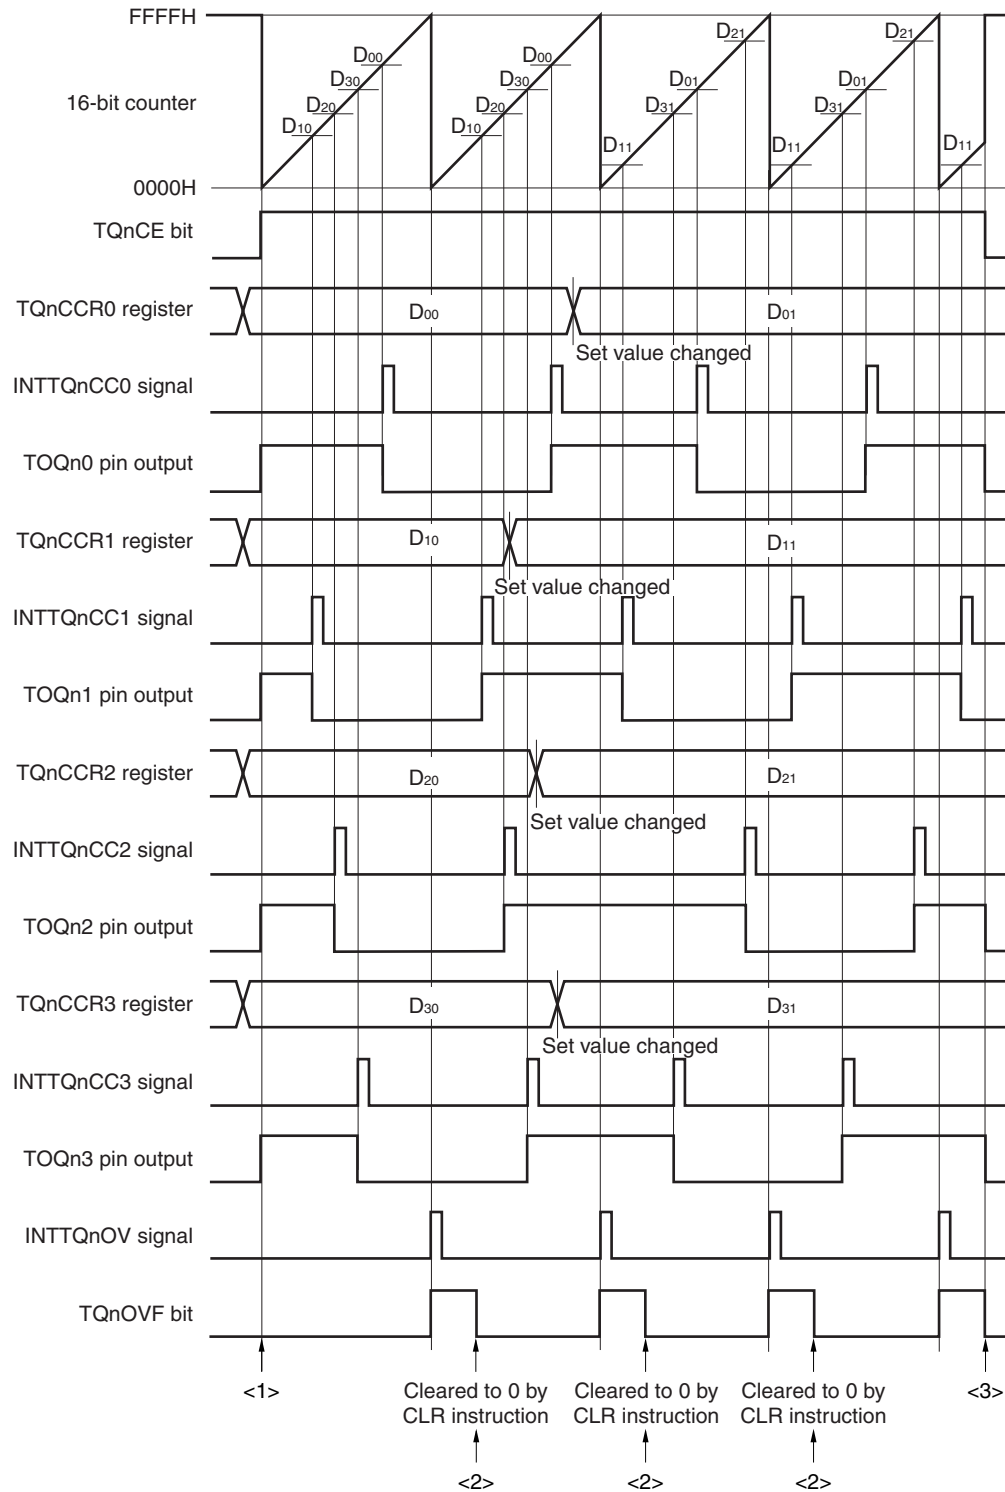 FFFFH
16-bit counter
0000H
D10 D20 D30 D00
D10 D20 D30 D00
D11 D31 D01 D21
D11 D31 D01 D21
D11
TQnCE bit
TQnCCR0 register D00 D01
Set value changed
INTTQnCC0 signal
TOQn0 pin output
TQnCCR1 register D10 D11
Set value changed
INTTQnCC1 signal
TOQn1 pin output
TQnCCR2 register D20 D21
Set value changed
INTTQnCC2 signal
TOQn2 pin output
TQnCCR3 register D30 D31
Set value changed
INTTQnCC3 signal
TOQn3 pin output
INTTQnOV signal
TQnOVF bit
<1>
Cleared to 0 by
CLR instruction
<2>
Cleared to 0 by
CLR instruction
<2>
Cleared to 0 by
CLR instruction
<2>
<3>